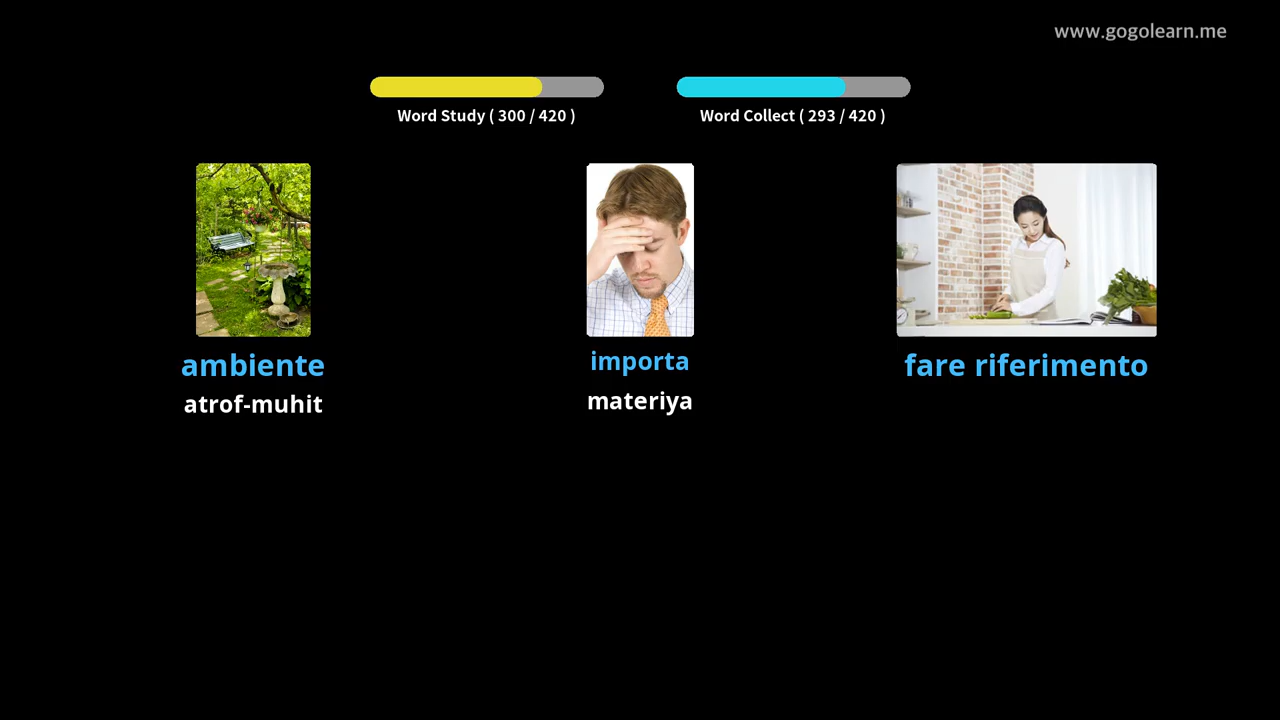 www.gogolearn.me
Word Study ( 300 / 420 )
Word Collect ( 293 / 420 )
ambiente
atrof-muhit
importa
materiya
fare riferimento